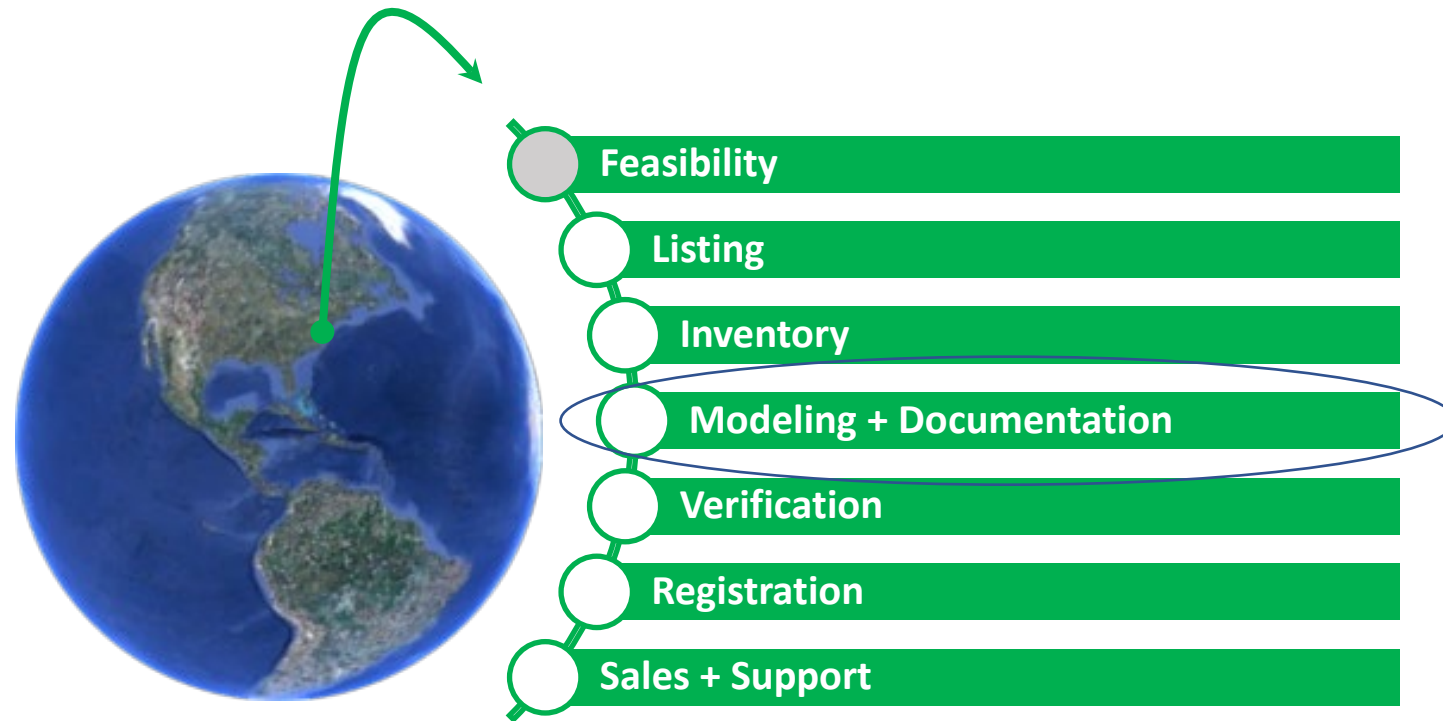 Feasibility
Listing
Inventory
Modeling + Documentation
Verification
Registration
Sales + Support